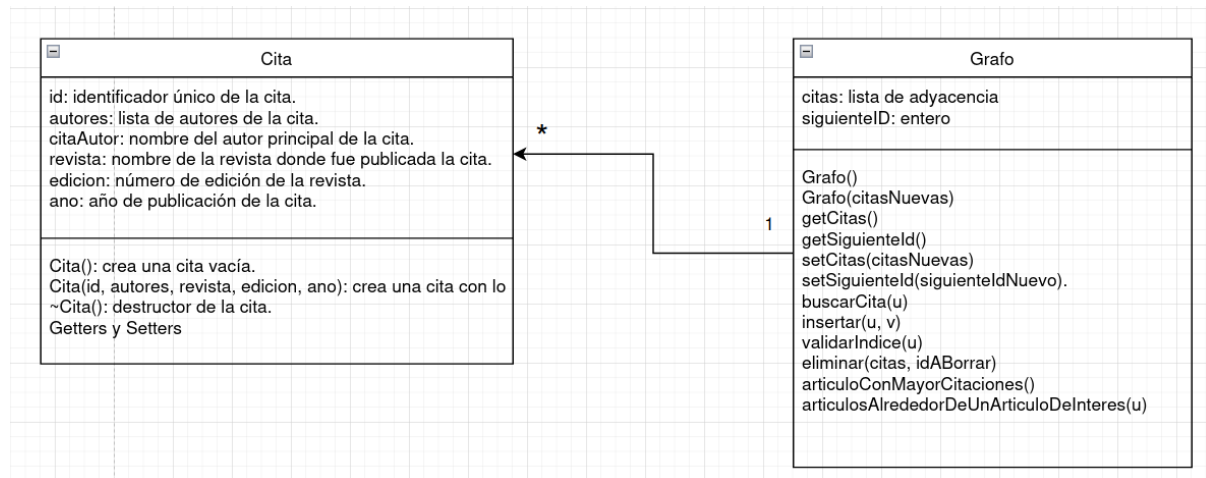 Cita
id: identificador único de la cita.
autores: lista de autores de la cita.
citaAutor: nombre del autor principal de la cita.
revista: nombre de la revista donde fue publicada la cita.
edicion: número de edición de la revista.
ano: año de publicación de la cita.
Cita(): crea una cita vacía.
Cita(id, autores, revista, edicion, ano): crea una cita con lo
~Cita(): destructor de la cita.
Getters y Setters
*
1
Grafo
citas: lista de adyacencia
siguienteID: entero
Grafo()
Grafo(citasNuevas)
getCitas()
getSiguienteId()
setCitas(citasNuevas)
setSiguienteId(siguienteIdNuevo).
buscarCita(u)
insertar(u, v)
validarIndice(u)
eliminar(citas, idABorrar)
articuloConMayorCitaciones()
articulosAlrededorDeUnArticuloDeInteres(u)